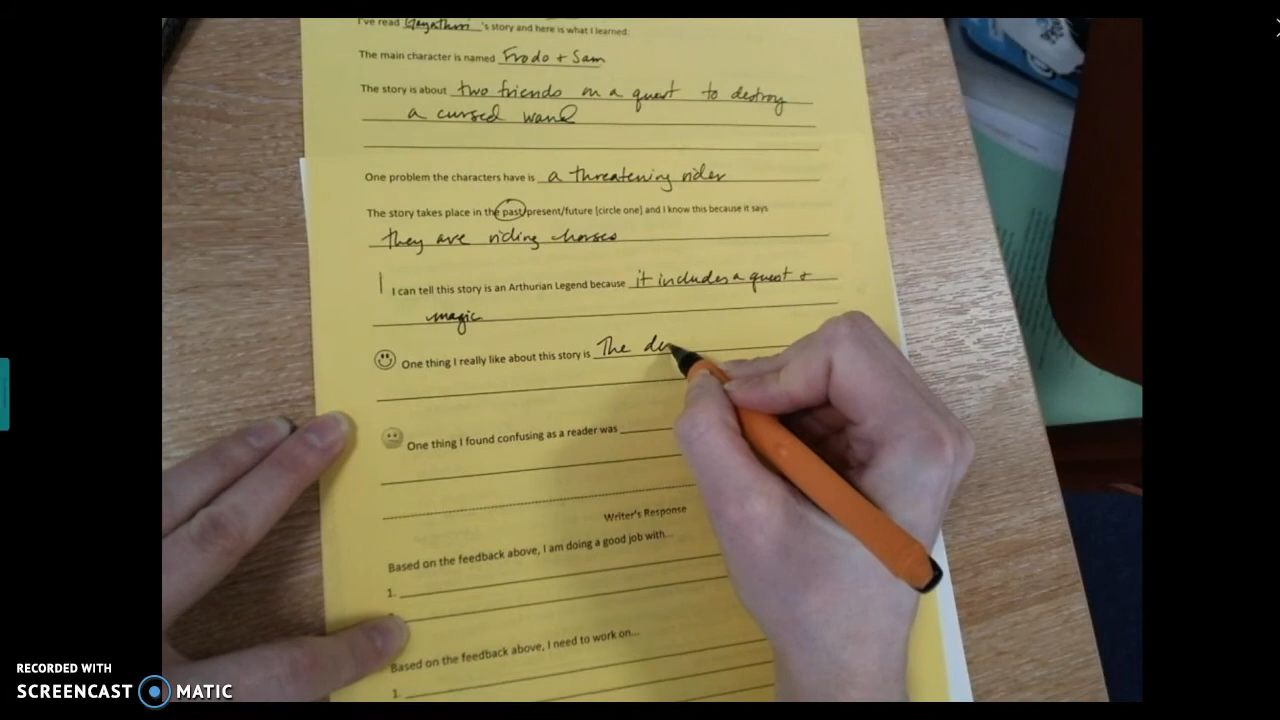 I've read Gayathri 's story and here is what I learned:
The main character is named Frodo + Sam
The story is about two friends on a quest to destroy
a cursed wand
One problem the characters have is a threatening rider
The story takes place in the past/present/future [circle one] and I know this because it says
they are riding horses
I can tell this story is an Arthurian Legend because it includes a quest +
magic
One thing I really like about this story is The de
One thing I found confusing as a reader was
Writer's Response
Based on the feedback above, I am doing a good job with...
1.
Based on the feedback above, I need to work on...
1.
RECORDED WITH
SCREENCAST MATIC